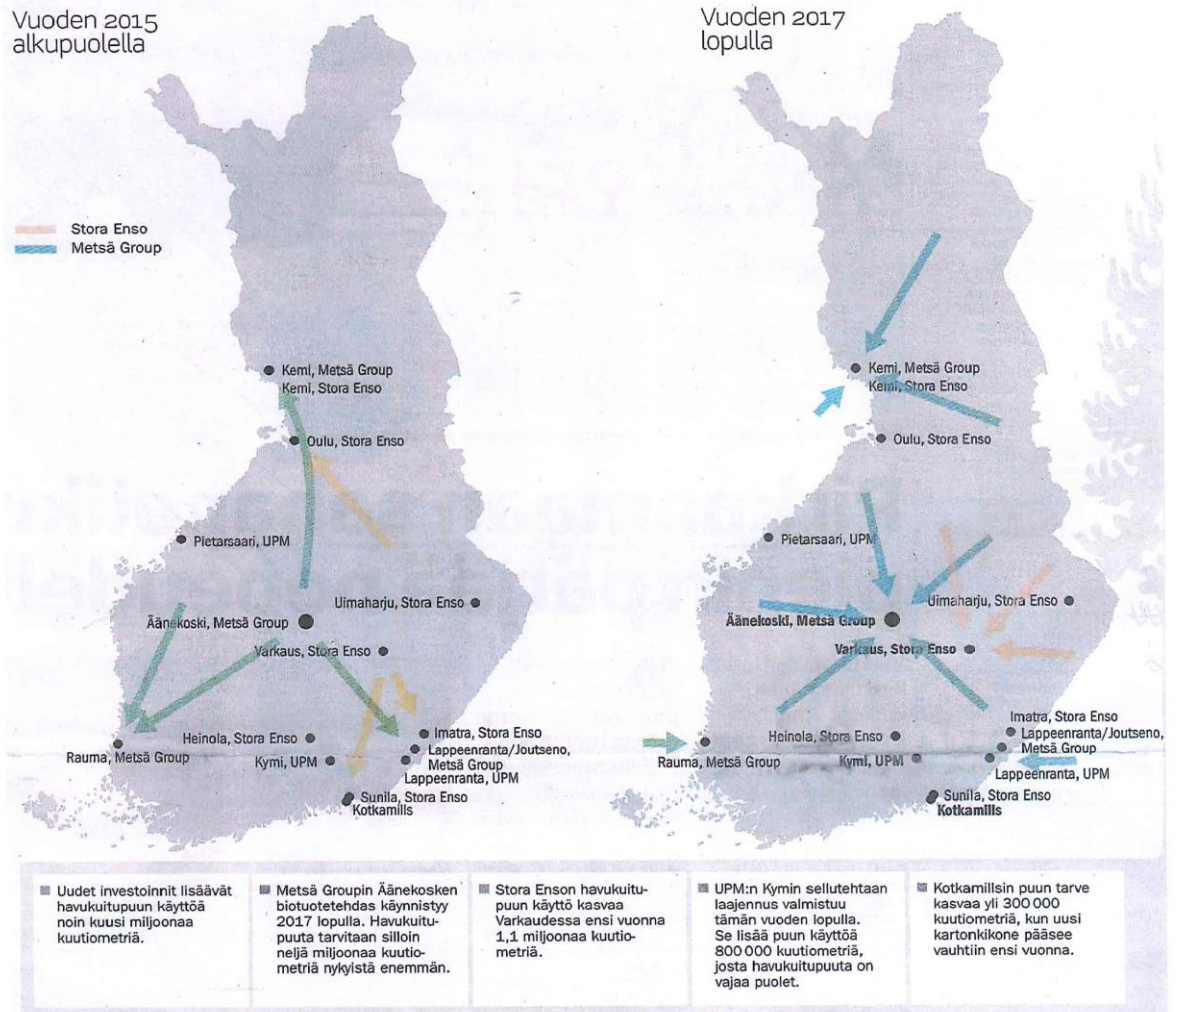 Vuoden 2015
alkupuolella
Stora Enso
Metsä Group
Kemi, Metsä Group
Kemi, Stora Enso
Oulu, Stora Enso
Pietarsaari, UPM
Uimaharju, Stora Enso
Äänekoski, Metsä Group
Varkaus, Stora Enso
Imatra, Stora Enso
Heinola, Stora Enso
Lappeenranta/Joutseno,
Metsä Group
Rauma, Metsä Group
Kymi, UPM
Lappeenranta, UPM
Sunila, Stora Enso
Kotkamills
Vuoden 2017
lopulla
Kemi, Metsä Group
Kemi, Stora Enso
Oulu, Stora Enso
Pietarsaari, UPM
Uimaharju, Stora Enso
Äänekoski, Metsä Group
Varkaus, Stora Enso
Imatra, Stora Enso
Lappeenranta/Joutseno,
Metsä Group
Heinola, Stora Enso
Rauma, Metsä Group
Kymi, UPM
Lappeenranta, UPM
Sunila, Stora Enso
Kotkamills
Uudet investoinnit lisäävät
havukuitupuun käyttöä
noin kuusi miljoonaa
kuutiometriä.
Metsä Groupin Äänekosken
biotuotetehdas käynnistyy
2017 lopulla. Havukuitu-
puuta tarvitaan silloin
neljä miljoonaa kuutio-
metriä nykyistä enemmän.
Stora Enson havukuitu-
puun käyttö kasvaa
Varkaudessa ensi vuonna
1,1 miljoonaa kuutio-
metriä.
UPM:n Kymin sellutehtaan
laajennus valmistuu
tämän vuoden lopulla.
Se lisää puun käyttöä
800 000 kuutiometriä,
josta havukuitupuuta on
vajaa puolet.
Kotkamillsin puun tarve
kasvaa yli 300 000
kuutiometriä, kun uusi
kartonkikone pääsee
vauhtiin ensi vuonna.